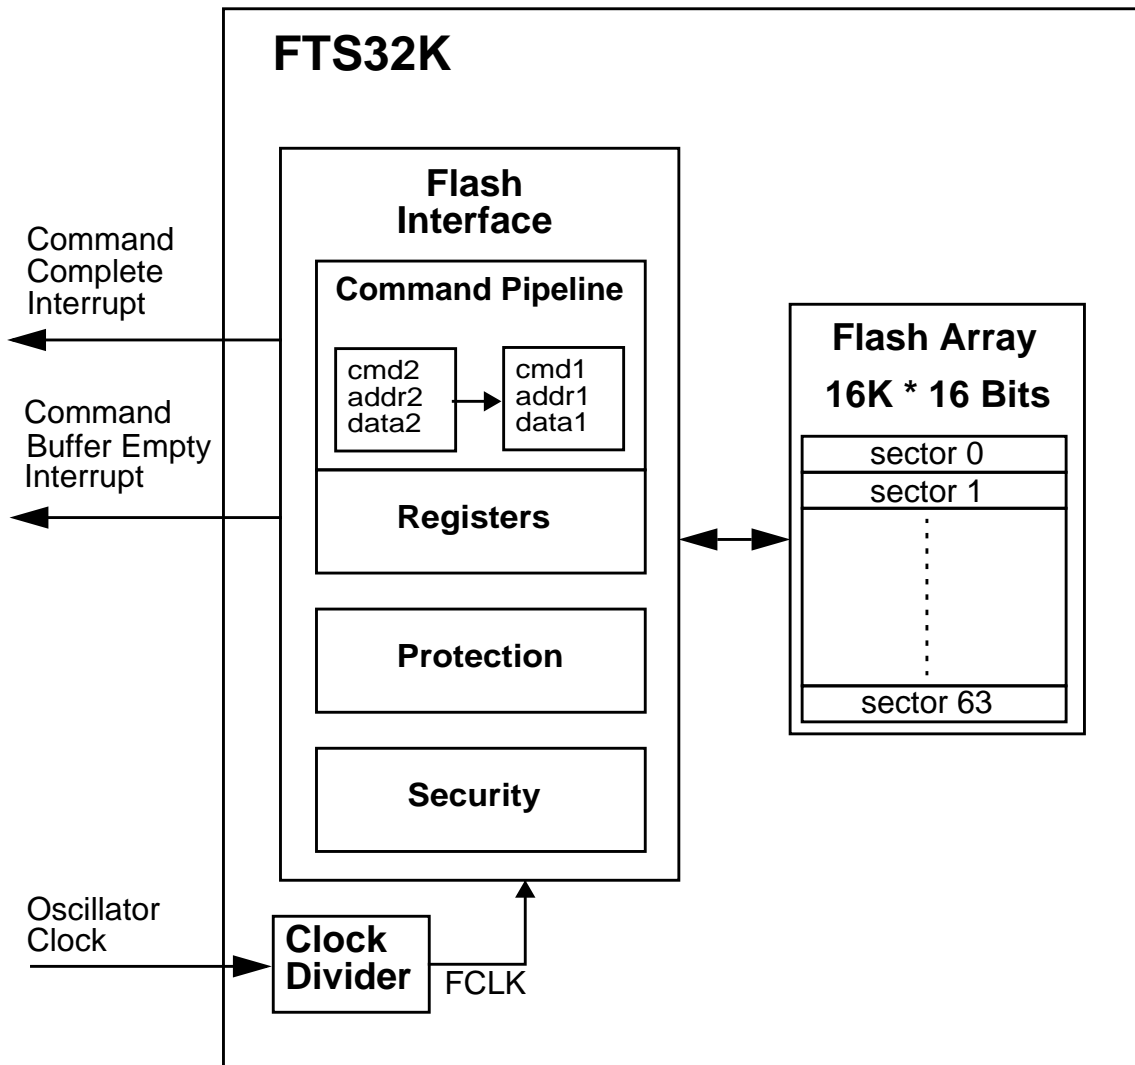 FTS32K
Flash
Interface
Command
Complete
Interrupt
Command Pipeline
cmd2
addr2
data2
cmd1
addr1
data1
Command
Buffer Empty
Interrupt
Registers
Protection
Security
Flash Array
16K * 16 Bits
sector 0
sector 1
sector 63
Oscillator
Clock
Clock
Divider
FCLK